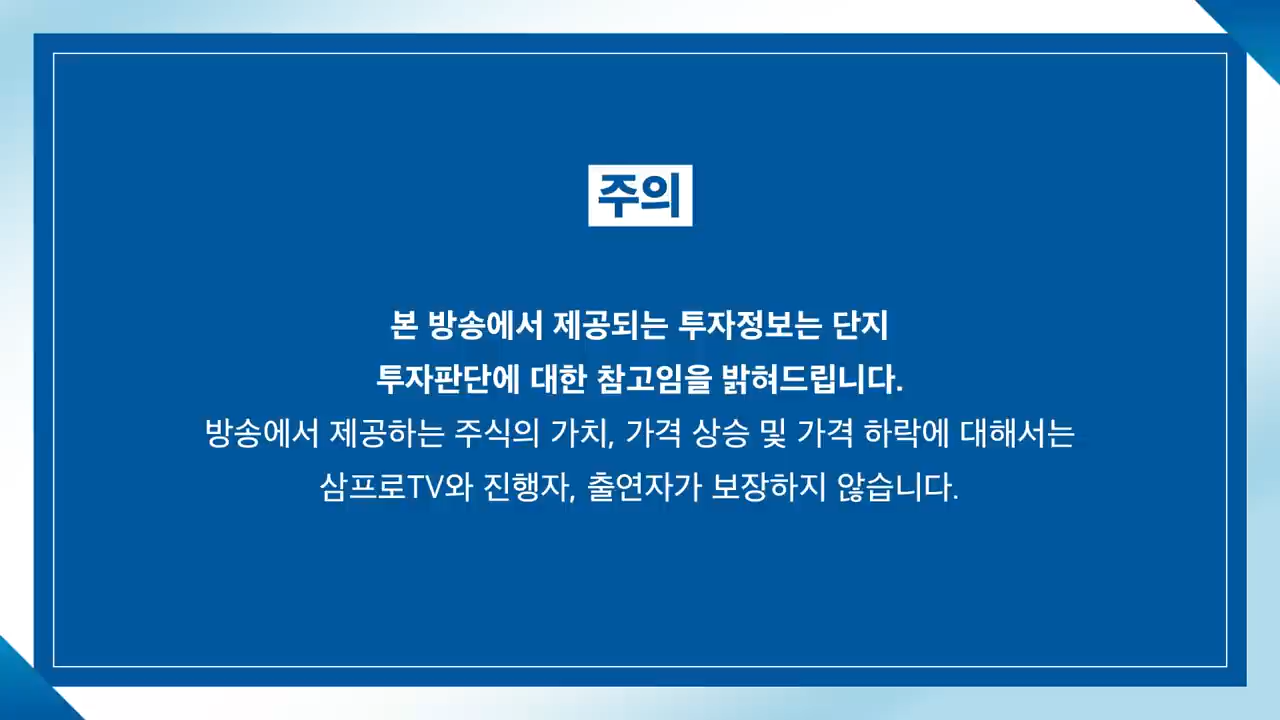 주의
본 방송에서 제공되는 투자정보는 단지
투자판단에 대한 참고임을 밝혀드립니다.
방송에서 제공하는 주식의 가치, 가격 상승 및 가격 하락에 대해서는
삼프로TV와 진행자, 출연자가 보장하지 않습니다.